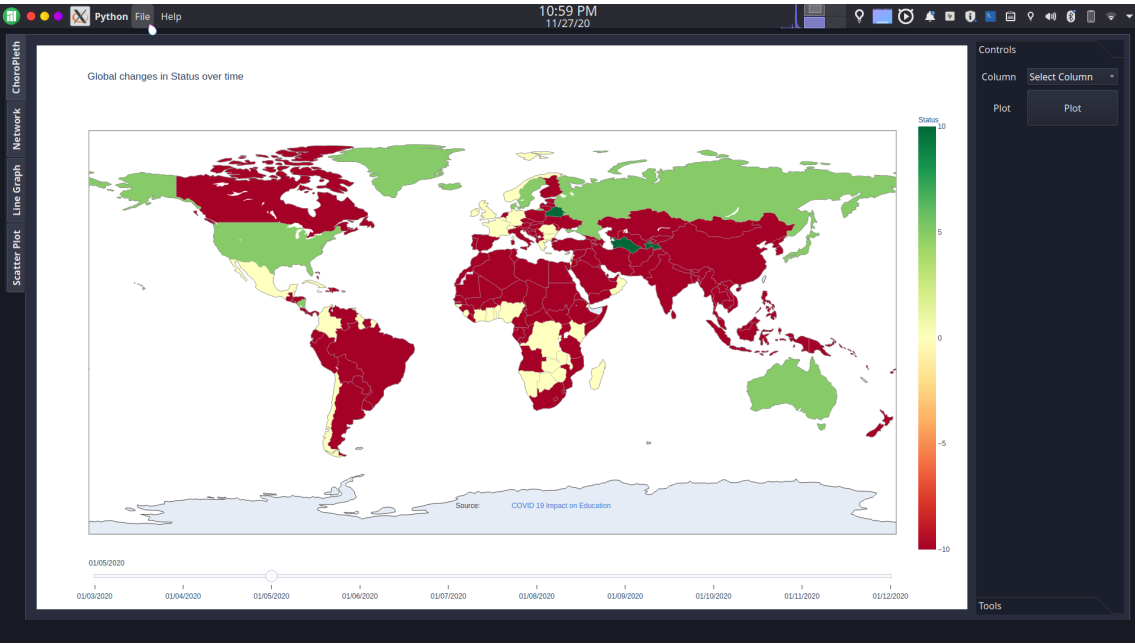 Python File Help
10:59 PM
11/27/20
ChoroPleth
Network
Line Graph
Scatter Plot
Global changes in Status over time
Status
10
5
0
−5
−10
Source: COVID 19 Impact on Education
01/05/2020
01/03/2020 01/04/2020 01/05/2020 01/06/2020 01/07/2020 01/08/2020 01/09/2020 01/10/2020 01/11/2020 01/12/2020
Controls
Column Select Column
Plot Plot
Tools